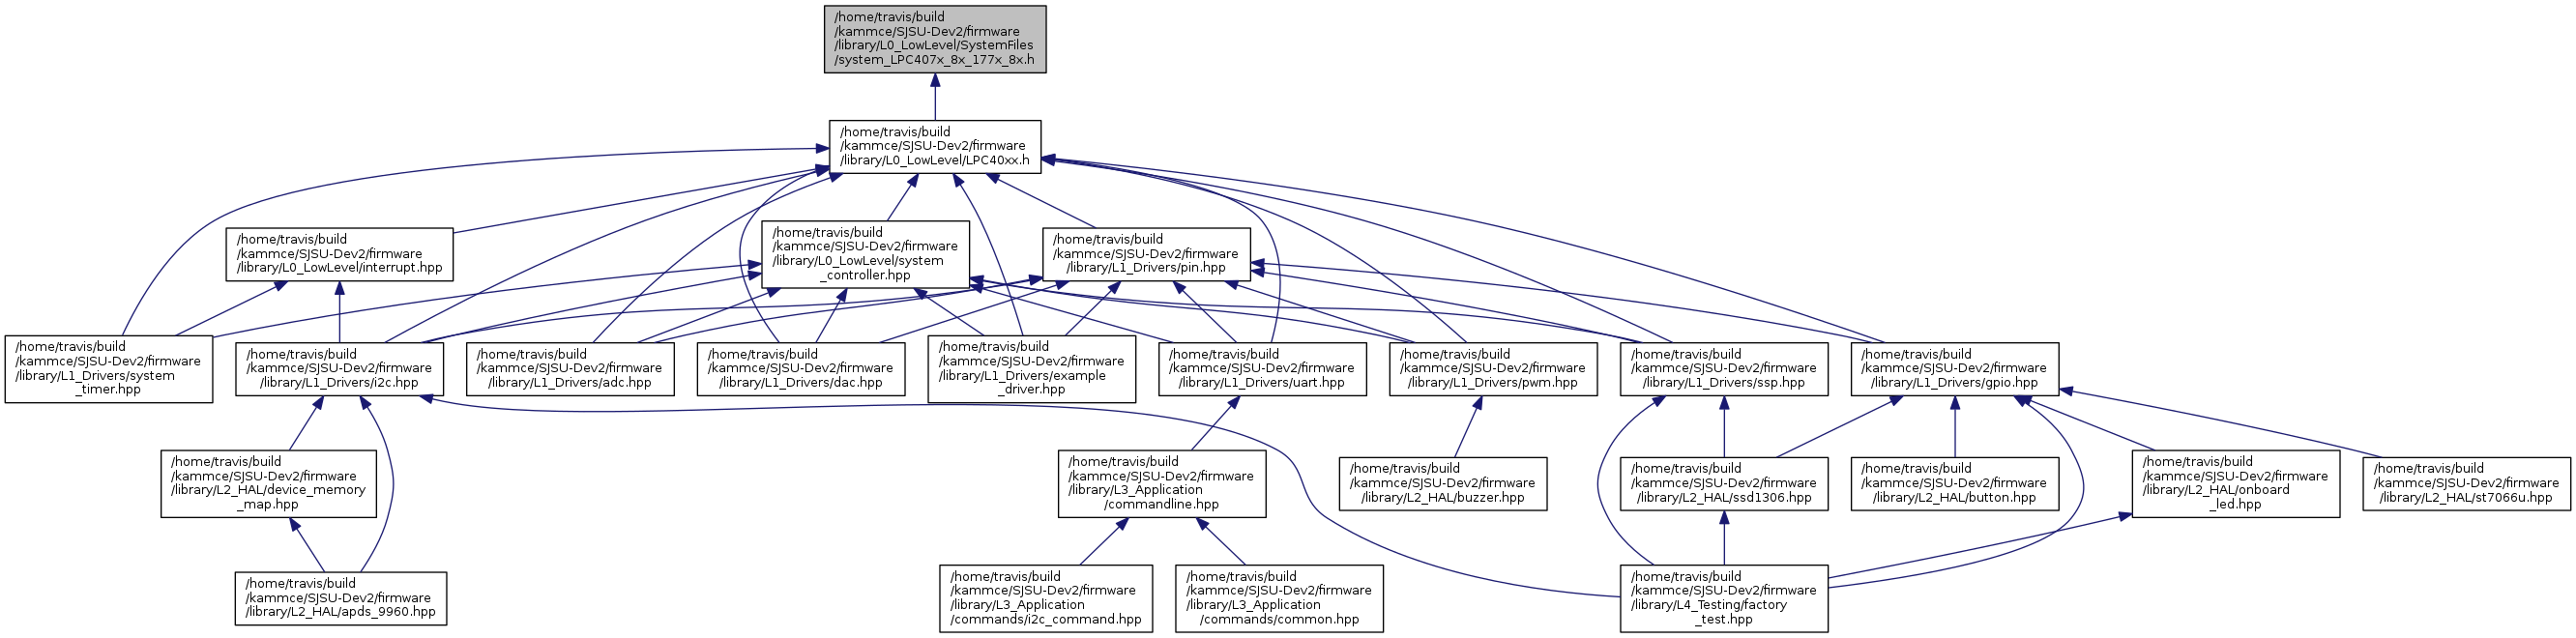 /home/travis/build
/kammce/SJSU-Dev2/firmware
/library/L0_LowLevel/SystemFiles
/system_LPC407x_8x_177x_8x.h
/home/travis/build
/kammce/SJSU-Dev2/firmware
/library/L0_LowLevel/LPC40xx.h
/home/travis/build
/kammce/SJSU-Dev2/firmware
/library/L0_LowLevel/interrupt.hpp
/home/travis/build
/kammce/SJSU-Dev2/firmware
/library/L0_LowLevel/system
_controller.hpp
/home/travis/build
/kammce/SJSU-Dev2/firmware
/library/L1_Drivers/pin.hpp
/home/travis/build
/kammce/SJSU-Dev2/firmware
/library/L1_Drivers/system
_timer.hpp
/home/travis/build
/kammce/SJSU-Dev2/firmware
/library/L1_Drivers/i2c.hpp
/home/travis/build
/kammce/SJSU-Dev2/firmware
/library/L1_Drivers/adc.hpp
/home/travis/build
/kammce/SJSU-Dev2/firmware
/library/L1_Drivers/dac.hpp
/home/travis/build
/kammce/SJSU-Dev2/firmware
/library/L1_Drivers/example
_driver.hpp
/home/travis/build
/kammce/SJSU-Dev2/firmware
/library/L1_Drivers/uart.hpp
/home/travis/build
/kammce/SJSU-Dev2/firmware
/library/L1_Drivers/pwm.hpp
/home/travis/build
/kammce/SJSU-Dev2/firmware
/library/L1_Drivers/ssp.hpp
/home/travis/build
/kammce/SJSU-Dev2/firmware
/library/L1_Drivers/gpio.hpp
/home/travis/build
/kammce/SJSU-Dev2/firmware
/library/L2_HAL/device_memory
_map.hpp
/home/travis/build
/kammce/SJSU-Dev2/firmware
/library/L3_Application
/commandline.hpp
/home/travis/build
/kammce/SJSU-Dev2/firmware
/library/L2_HAL/buzzer.hpp
/home/travis/build
/kammce/SJSU-Dev2/firmware
/library/L2_HAL/ssd1306.hpp
/home/travis/build
/kammce/SJSU-Dev2/firmware
/library/L2_HAL/button.hpp
/home/travis/build
/kammce/SJSU-Dev2/firmware
/library/L2_HAL/onboard
_led.hpp
/home/travis/build
/kammce/SJSU-Dev2/firmware
/library/L2_HAL/st7066u.hpp
/home/travis/build
/kammce/SJSU-Dev2/firmware
/library/L2_HAL/apds_9960.hpp
/home/travis/build
/kammce/SJSU-Dev2/firmware
/library/L3_Application
/commands/i2c_command.hpp
/home/travis/build
/kammce/SJSU-Dev2/firmware
/library/L3_Application
/commands/common.hpp
/home/travis/build
/kammce/SJSU-Dev2/firmware
/library/L4_Testing/factory
_test.hpp